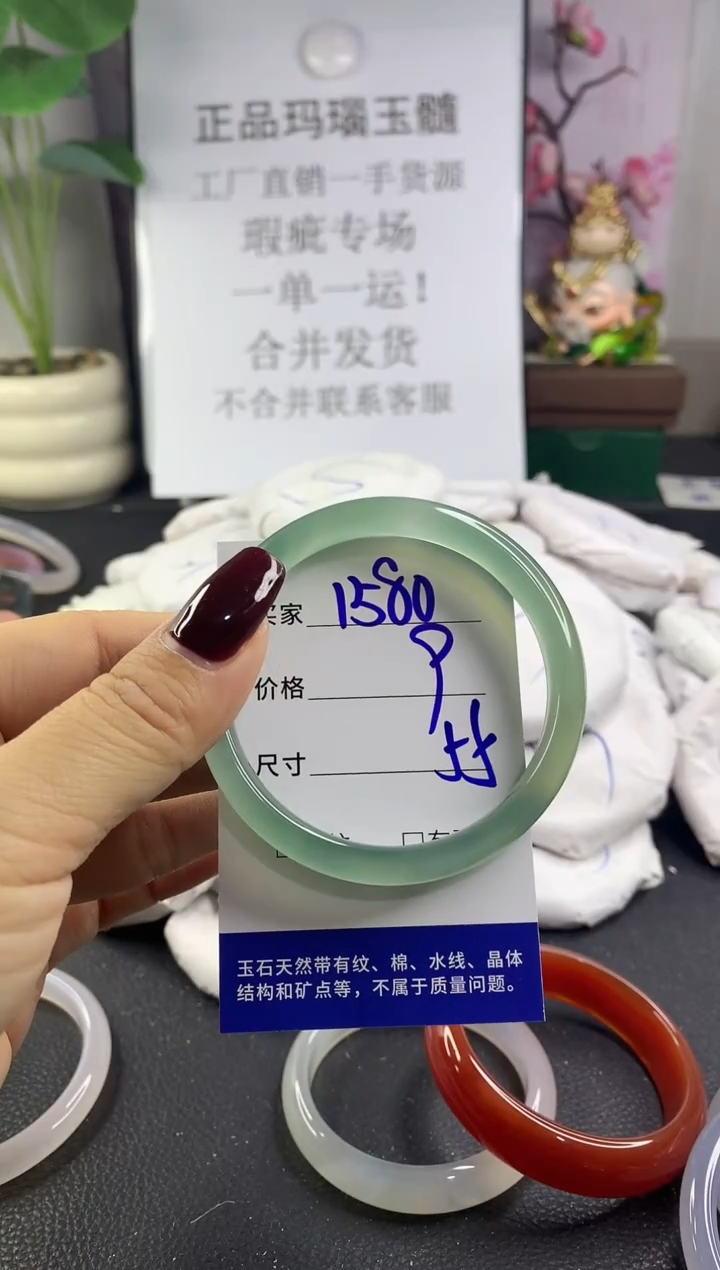 正品玛瑙玉髓
工厂直销一手货源
瑕疵专场
一单一运！
合并发货
不合并联系客服
买家 1580
价格 9
尺寸
玉石天然带有纹、棉、水线、晶体
结构和矿点等，不属于质量问题。